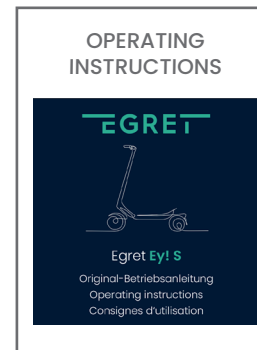 OPERATING
INSTRUCTIONS
EGRET
Egret Ey! S
Original-Betriebsanleitung
Operating instructions
Consignes d'utilisation